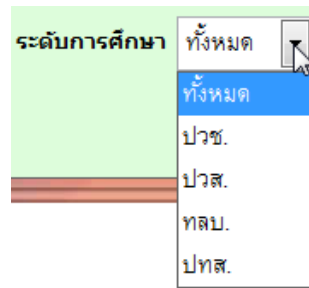 ระดับการศึกษา ทั้งหมด
ทั้งหมด
ปวช.
ปวส.
ทลบ.
ปทส.